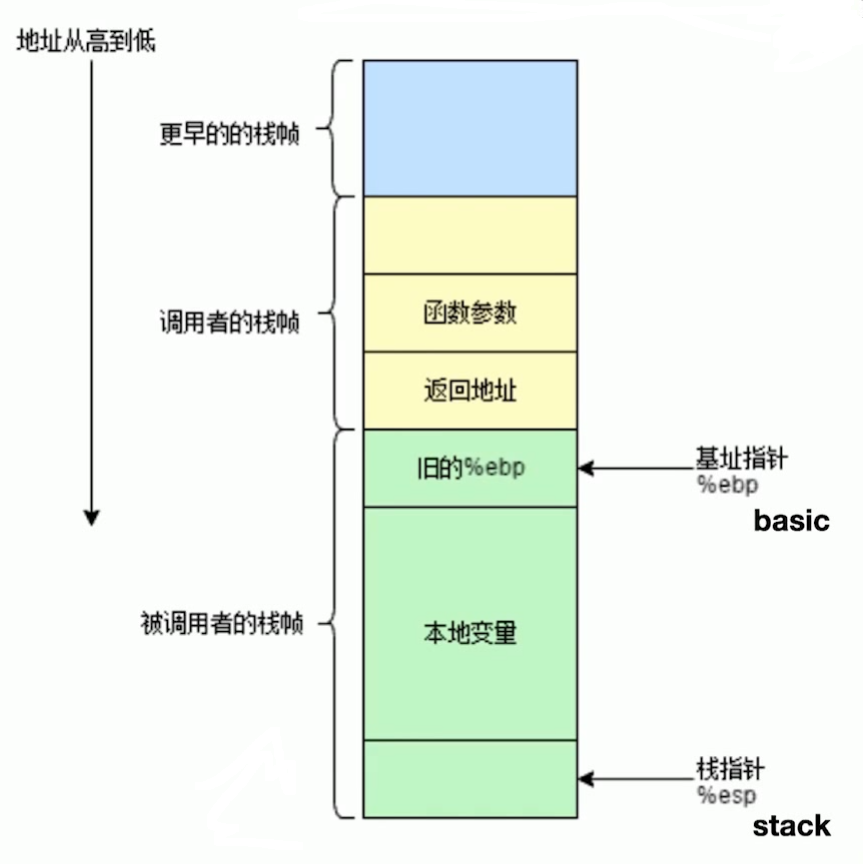 地址从高到低
更早的的栈帧
调用者的栈帧
函数参数
返回地址
旧的%ebp
基址指针
%ebp
basic
被调用者的栈帧
本地变量
栈指针
%esp
stack